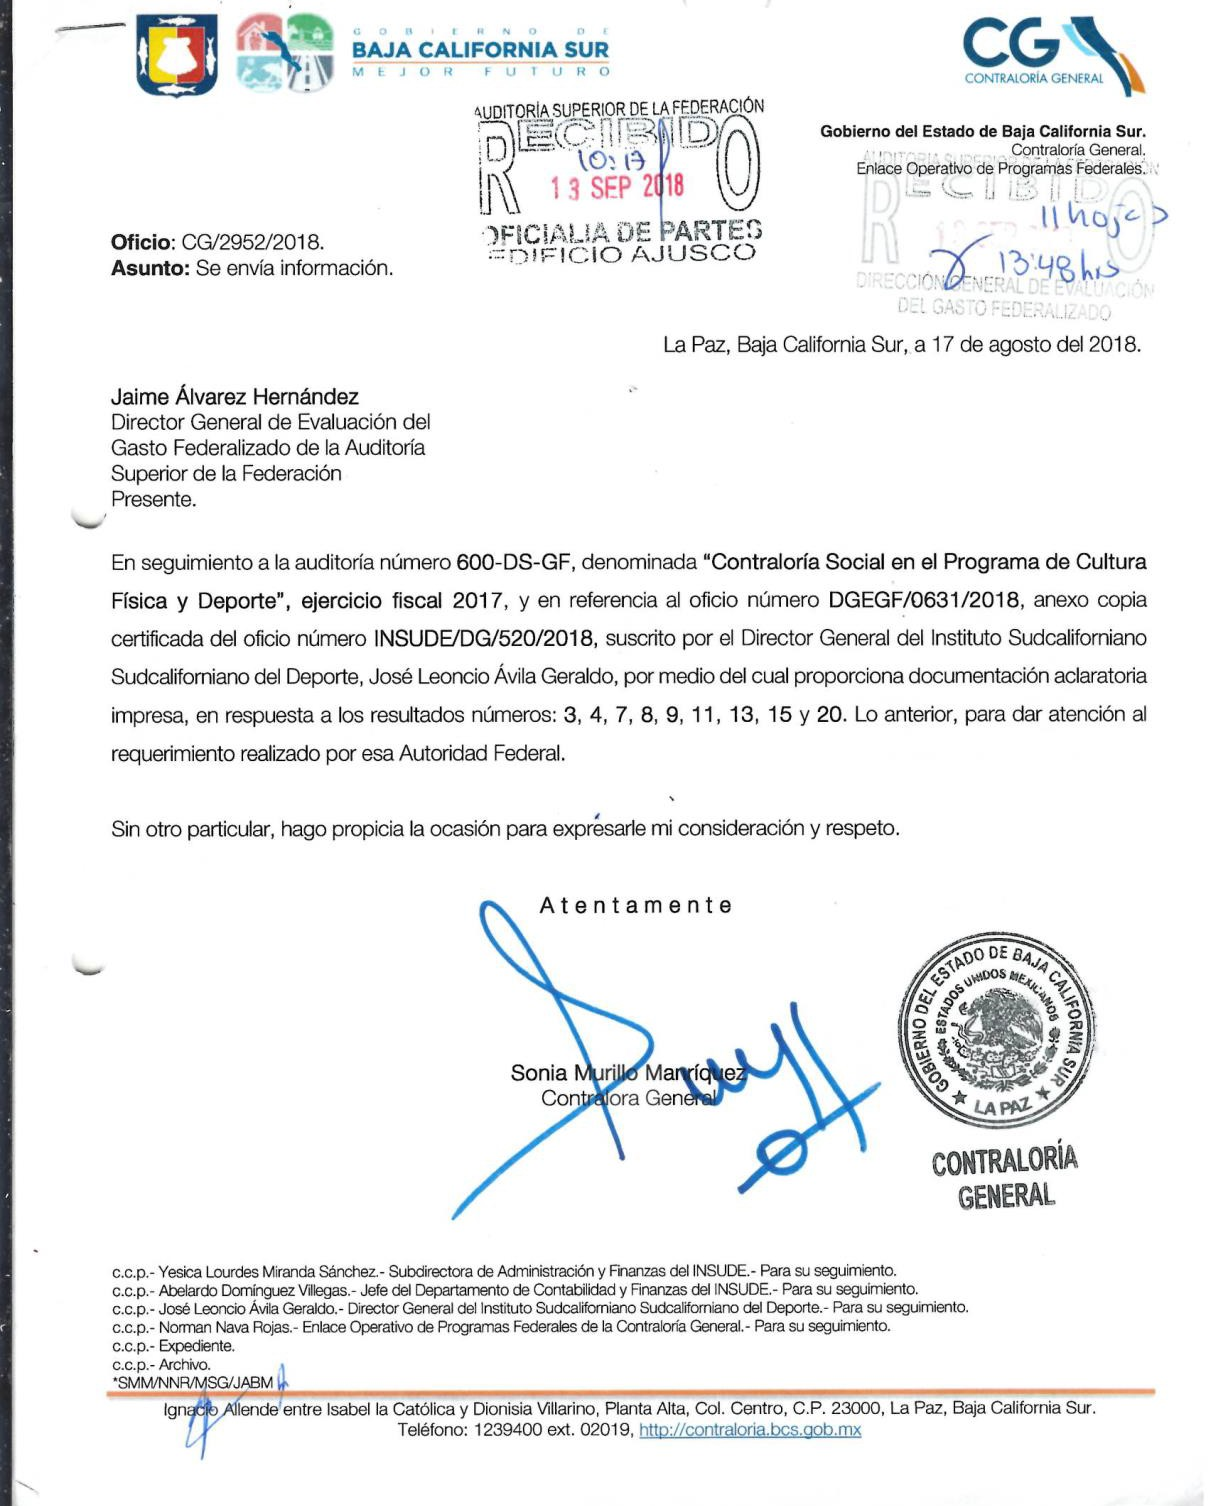 GOBIERNO DE
BAJA CALIFORNIA SUR
MEJOR FUTURO
CG
CONTRALORÍA GENERAL
AUDITORÍA SUPERIOR DE LA FEDERACIÓN
RECIBIDO
10:17
13 SEP 2018
OFICIALIA DE PARTES
EDIFICIO AJUSCO
Gobierno del Estado de Baja California Sur.
Contraloría General.
Enlace Operativo de Programas Federales.
AUDITORIA SUPERIOR DE LA FEDERACIÓN
RECIBIDO
11 hojas
13:48 hrs
DIRECCIÓN GENERAL DE EVALUACIÓN
DEL GASTO FEDERALIZADO
Oficio: CG/2952/2018.
Asunto: Se envía información.
La Paz, Baja California Sur, a 17 de agosto del 2018.
Jaime Álvarez Hernández
Director General de Evaluación del
Gasto Federalizado de la Auditoría
Superior de la Federación
Presente.
En seguimiento a la auditoría número 600-DS-GF, denominada “Contraloría Social en el Programa de Cultura
Física y Deporte”, ejercicio fiscal 2017, y en referencia al oficio número DGEGF/0631/2018, anexo copia
certificada del oficio número INSUDE/DG/520/2018, suscrito por el Director General del Instituto Sudcaliforniano
Sudcaliforniano del Deporte, José Leoncio Ávila Geraldo, por medio del cual proporciona documentación aclaratoria
impresa, en respuesta a los resultados números: 3, 4, 7, 8, 9, 11, 13, 15 y 20. Lo anterior, para dar atención al
requerimiento realizado por esa Autoridad Federal.
Sin otro particular, hago propicia la ocasión para expresarle mi consideración y respeto.
Atentamente
Sonia Murillo Manríquez
Contralora General
GOBIERNO DEL ESTADO DE BAJA CALIFORNIA SUR
ESTADOS UNIDOS MEXICANOS
LA PAZ
CONTRALORÍA
GENERAL
c.c.p.- Yesica Lourdes Miranda Sánchez.- Subdirectora de Administración y Finanzas del INSUDE.- Para su seguimiento.
c.c.p.- Abelardo Domínguez Villegas.- Jefe del Departamento de Contabilidad y Finanzas del INSUDE.- Para su seguimiento.
c.c.p.- José Leoncio Ávila Geraldo.- Director General del Instituto Sudcaliforniano Sudcaliforniano del Deporte.- Para su seguimiento.
c.c.p.- Norman Nava Rojas.- Enlace Operativo de Programas Federales de la Contraloría General.- Para su seguimiento.
c.c.p.- Expediente.
c.c.p.- Archivo.
*SMM/NNR/MSG/JABM
Ignacio Allende entre Isabel la Católica y Dionisia Villarino, Planta Alta, Col. Centro, C.P. 23000, La Paz, Baja California Sur.
Teléfono: 1239400 ext. 02019, http://contraloria.bcs.gob.mx